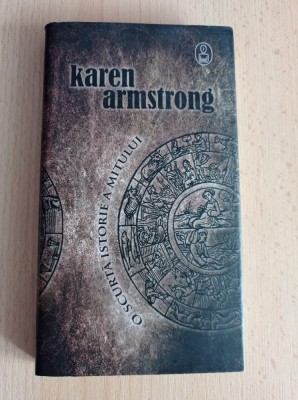 karen
armstrong
O SCURTĂ ISTORIE A MITULUI